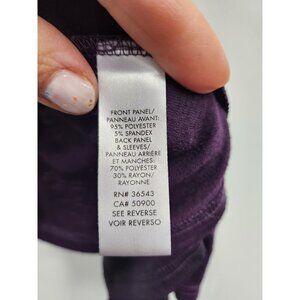 FRONT PANEL/
PANNEAU AVANT:
95% POLYESTER
5% SPANDEX
BACK PANEL
& SLEEVES/
PANNEAU ARRIÈRE
ET MANCHES:
70% POLYESTER
30% RAYON/
RAYONNE
RN# 36543
CA# 50900
SEE REVERSE
VOIR REVERSO